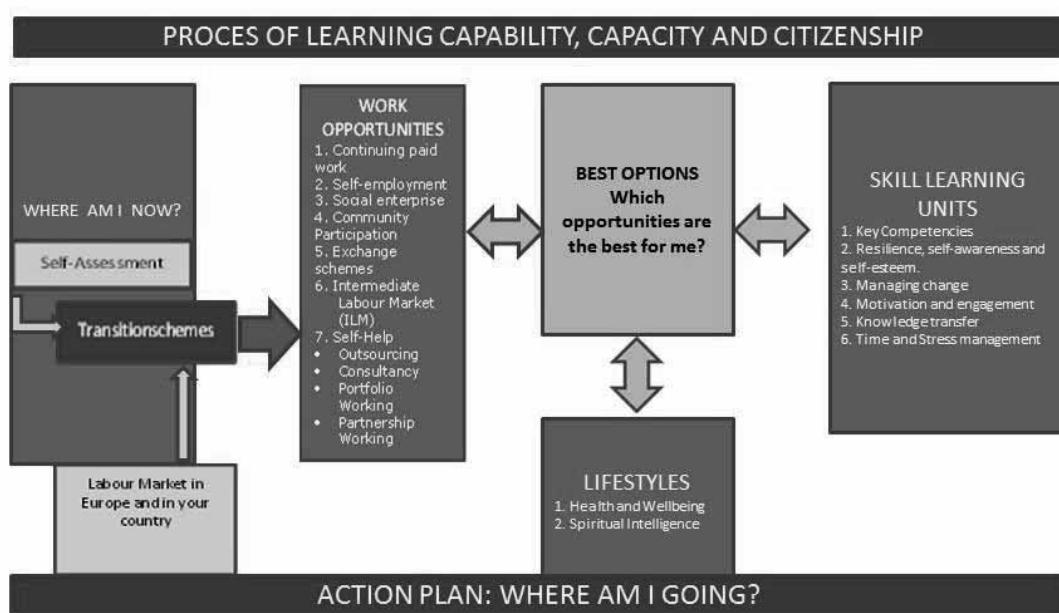 PROCES OF LEARNING CAPABILITY, CAPACITY AND CITIZENSHIP
WHERE AM I NOW?
Self-Assessment
Transitionschemes
Labour Market in
Europe and in your
country
WORK
OPPORTUNITIES
1. Continuing paid
work
2. Self-employment
3. Social enterprise
4. Community
Participation
5. Exchange
schemes
6. Intermediate
Labour Market
(ILM)
7. Self-Help
• Outsourcing
• Consultancy
• Portfolio
Working
• Partnership
Working
BEST OPTIONS
Which
opportunities are
the best for me?
LIFESTYLES
1. Health and Wellbeing
2. Spiritual Intelligence
SKILL LEARNING
UNITS
1. Key Competencies
2. Resilience, self-awareness and
self-esteem.
3. Managing change
4. Motivation and engagement
5. Knowledge transfer
6. Time and Stress management
ACTION PLAN: WHERE AM I GOING?